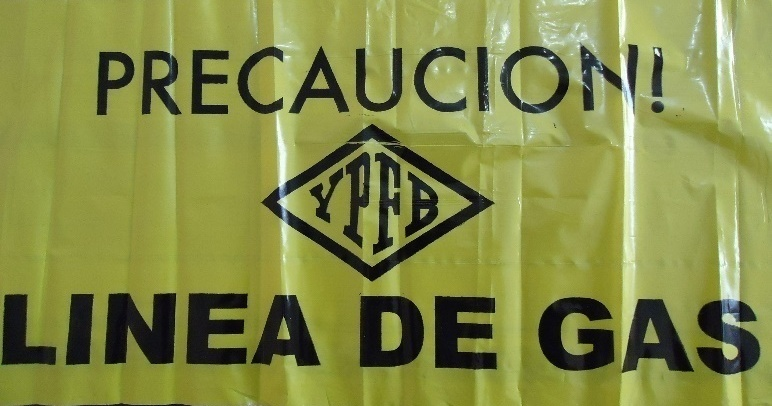 PRECAUCION!
YPFB
LINEA DE GAS